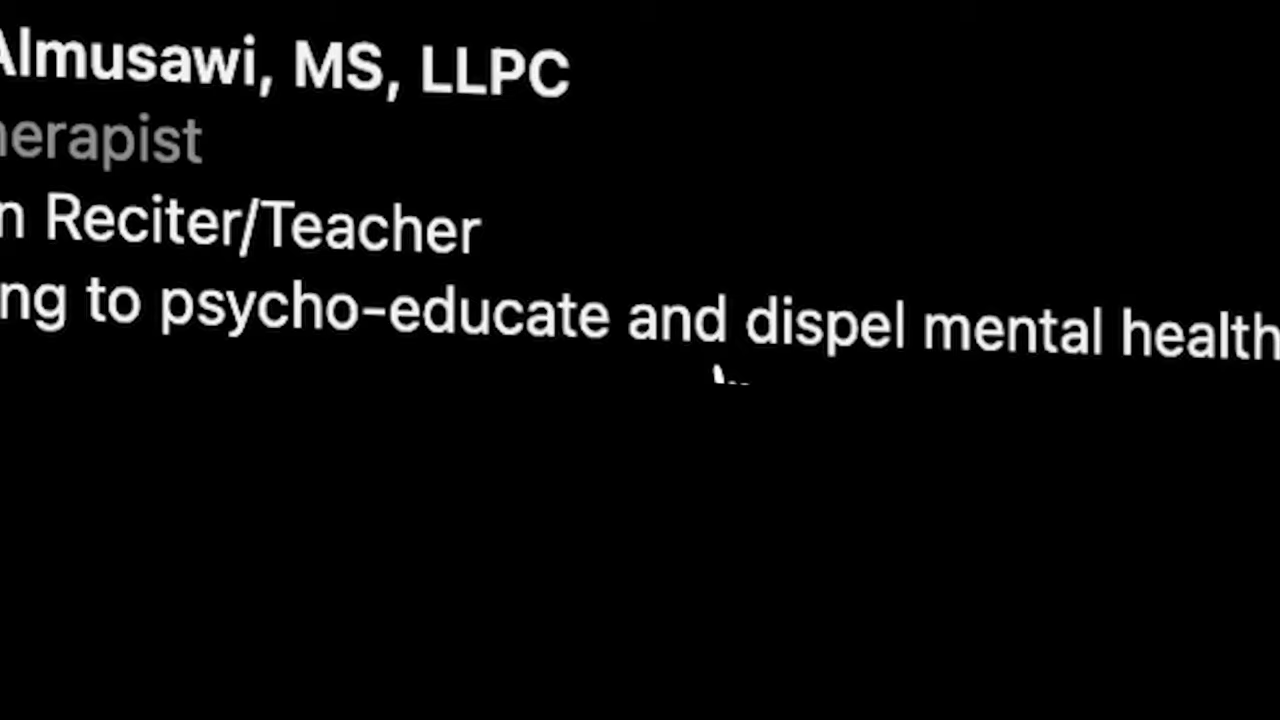 Almusawi, MS, LLPC
herapist
n Reciter/Teacher
ng to psycho-educate and dispel mental health